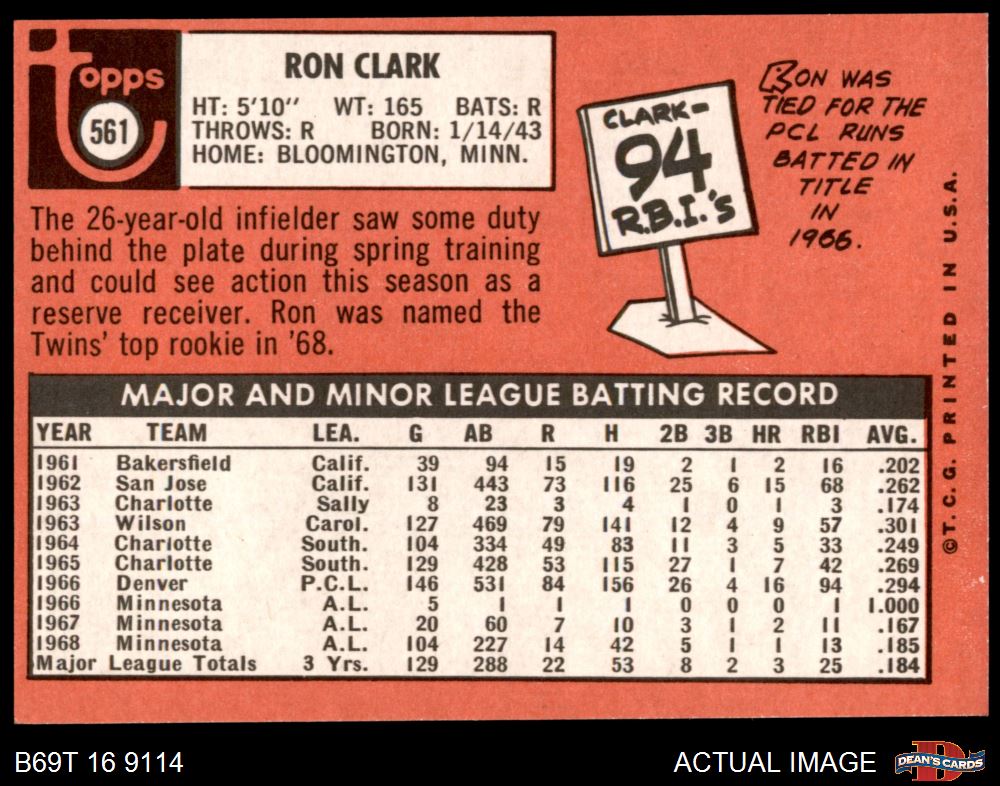 Topps
561
RON CLARK
HT: 5'10" WT: 165 BATS: R
THROWS: R BORN: 1/14/43
HOME: BLOOMINGTON, MINN.
The 26-year-old infielder saw some duty
behind the plate during spring training
and could see action this season as a
reserve receiver. Ron was named the
Twins' top rookie in '68.
CLARK-
94
R.B.I.'S
RON WAS
TIED FOR THE
PCL RUNS
BATTED IN
TITLE
IN
1966.
©T.C.G. PRINTED IN U.S.A.
MAJOR AND MINOR LEAGUE BATTING RECORD
YEAR TEAM LEA. G AB R H 2B 3B HR RBI AVG.
1961 Bakersfield Calif. 39 94 15 19 2 1 2 16 .202
1962 San Jose Calif. 131 443 73 116 25 6 15 68 .262
1963 Charlotte Sally 8 23 3 4 1 0 1 3 .174
1963 Wilson Carol. 127 469 79 141 12 4 9 57 .301
1964 Charlotte South. 104 334 49 83 11 3 5 33 .249
1965 Charlotte South. 129 428 53 115 27 1 7 42 .269
1966 Denver P.C.L. 146 531 84 156 26 4 16 94 .294
1966 Minnesota A.L. 5 1 1 1 0 0 0 1 1.000
1967 Minnesota A.L. 20 60 7 10 3 1 2 11 .167
1968 Minnesota A.L. 104 227 14 42 5 1 1 13 .185
Major League Totals 3 Yrs. 129 288 22 53 8 2 3 25 .184
B69T 16 9114
ACTUAL IMAGE
DEAN'S CARDS